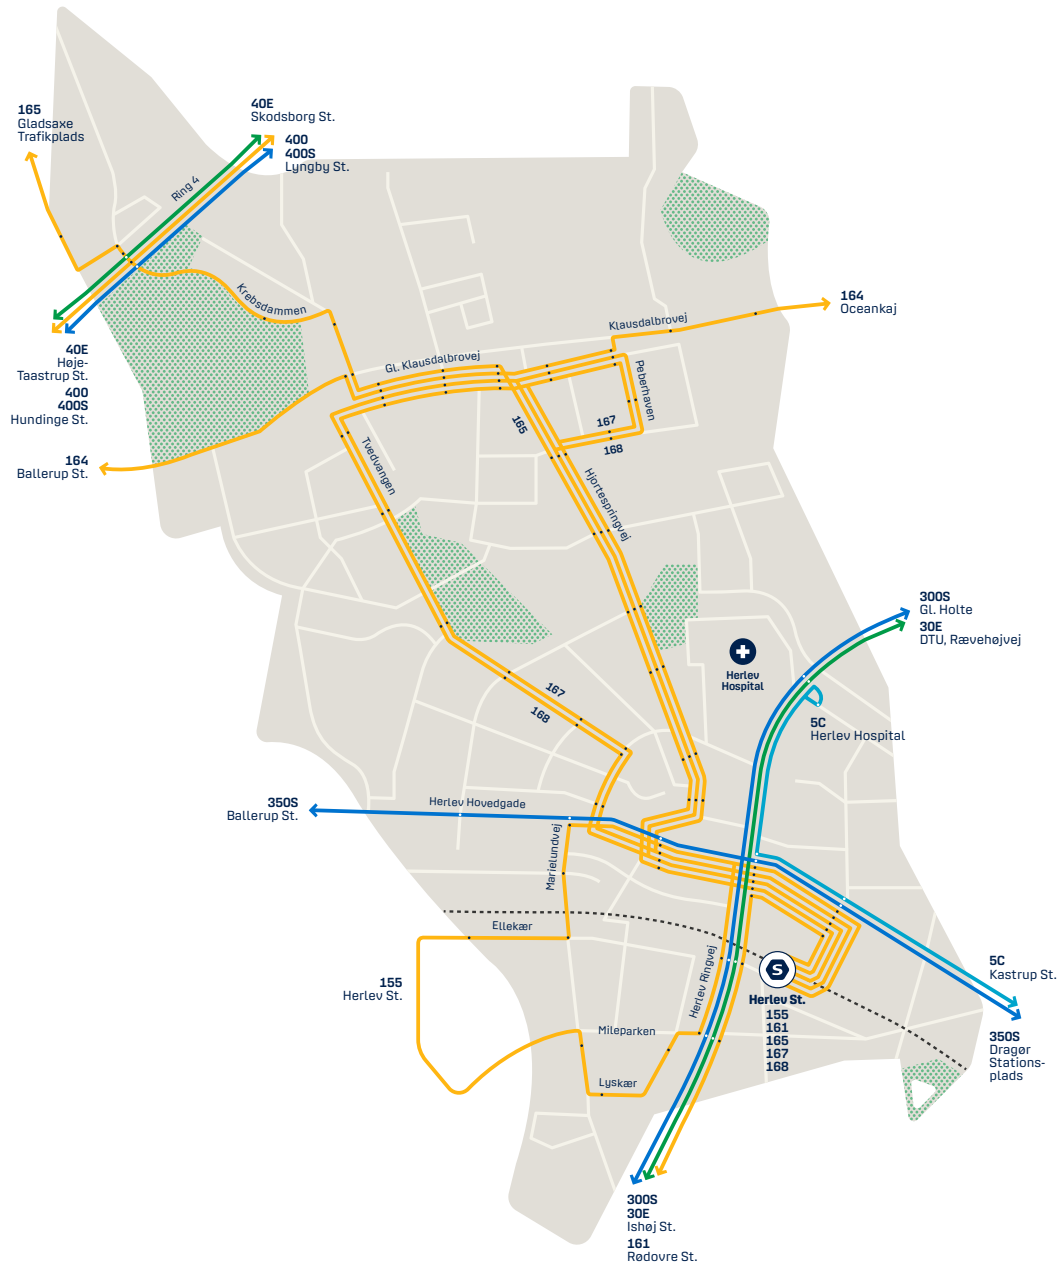 40E
Skodsborg St.
165
Gladsaxe
Trafikplads
400
400S
Lyngby St.
Ring 4
Krebsdammen
164
Oceankaj
Klausdalbrovej
40E
Høje-
Taastrup St.
400
400S
Hundinge St.
Gl. Klausdalbrovej
Peberhaven
165
167
168
164
Ballerup St.
Tvedvangen
Hjortespringvej
300S
Gl. Holte
30E
DTU, Rævehøjvej
Herlev
Hospital
167
168
5C
Herlev Hospital
350S
Ballerup St.
Herlev Hovedgade
Marielundvej
Ellekær
155
Herlev St.
Herlev Ringvej
S
Herlev St.
155
161
165
167
168
5C
Kastrup St.
350S
Dragør
Stations-
plads
Mileparken
Lyskær
300S
30E
Ishøj St.
161
Rødovre St.